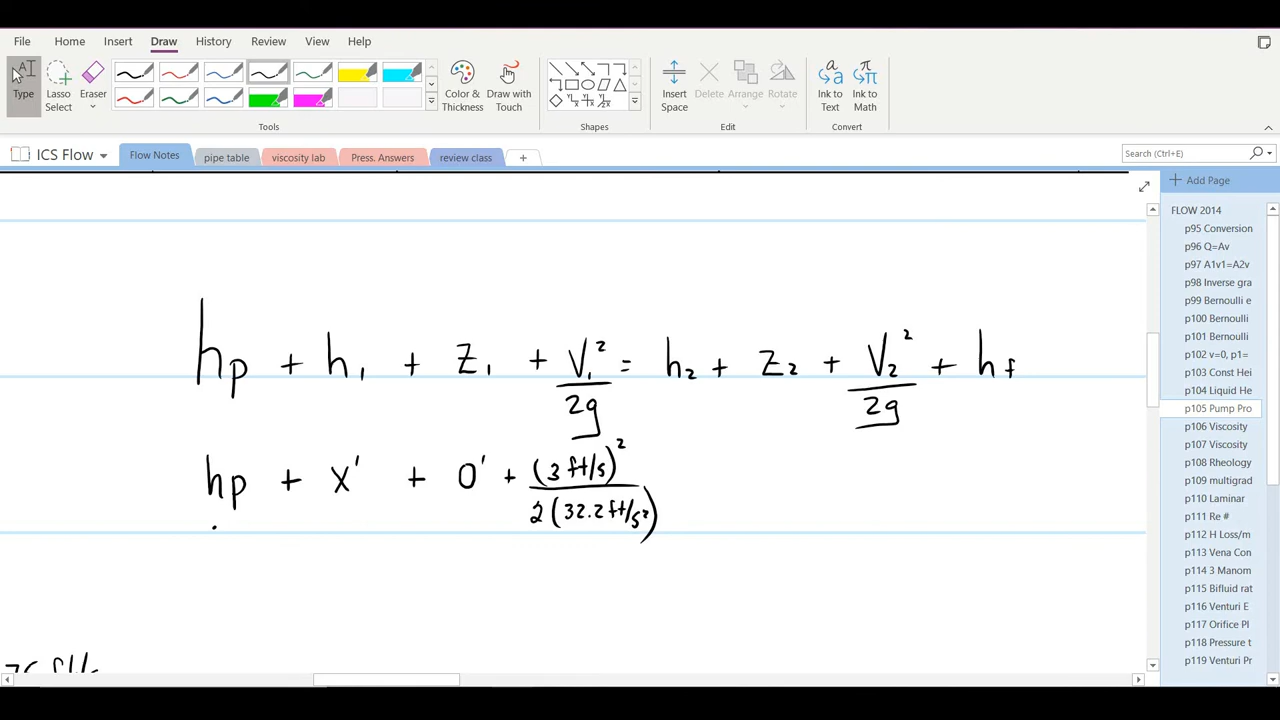 File Home Insert Draw History Review View Help
Type Lasso Select Eraser Color & Thickness Draw with Touch Insert Space Delete Arrange Rotate Ink to Text Ink to Math
Tools Shapes Edit Convert
ICS Flow Flow Notes pipe table viscosity lab Press. Answers review class + Search (Ctrl+E)
+ Add Page
FLOW 2014
p95 Conversion
p96 Q=Av
p97 A1v1=A2v
p98 Inverse gra
p99 Bernoulli e
p100 Bernoulli
p101 Bernoulli
p102 v=0, p1=
p103 Const Hei
p104 Liquid He
p105 Pump Pro
p106 Viscosity
p107 Viscosity
p108 Rheology
p109 multigrad
p110 Laminar
p111 Re #
p112 H Loss/m
p113 Vena Con
p114 3 Manom
p115 Bifluid rat
p116 Venturi E
p117 Orifice Pl
p118 Pressure t
p119 Venturi Pr
hp + h₁ + z₁ + V₁²/2g = h₂ + z₂ + V₂²/2g + hf
hp + x' + 0' + (3 ft/s)²/2(32.2 ft/s²)